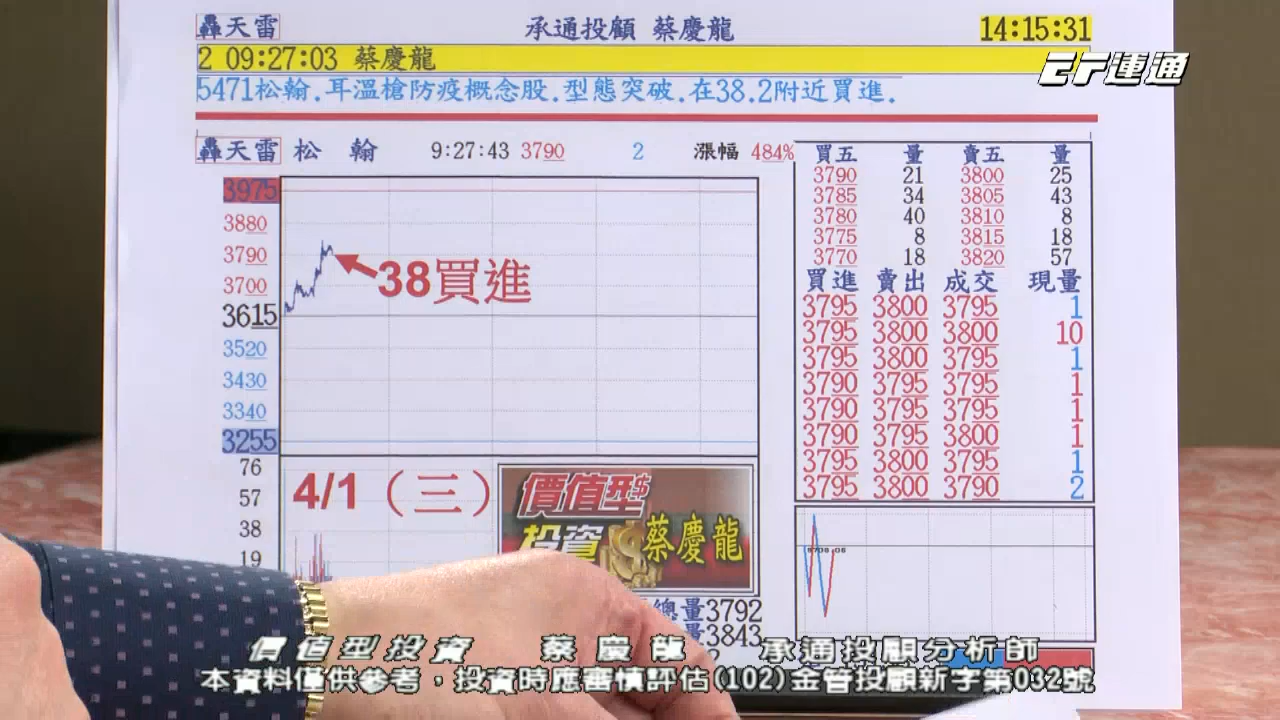 轟天雷 承通投顧 蔡慶龍 14:15:31
2 09:27:03 蔡慶龍
EF運通
5471松翰.耳溫槍防疫概念股.型態突破.在38.2附近買進.
轟天雷 松翰 9:27:43 3790 2 漲幅 484%
買五 量 賣五 量
3790 21 3800 25
3785 34 3805 43
3780 40 3810 8
3775 8 3815 18
3770 18 3820 57
買進 賣出 成交 現量
3795 3800 3795 1
3795 3800 3800 10
3795 3800 3795 1
3790 3795 3795 1
3790 3795 3795 1
3790 3795 3800 1
3795 3800 3795 1
3795 3800 3790 2
3975
3880
3790
3700
3615
3520
3430
3340
3255
76
57
38
19
38買進
4/1（三）
價值型$
投資 蔡慶龍
9708.06
總量3792
3843
價值型投資 蔡慶龍 承通投顧分析師
本資料僅供參考，投資時應審慎評估(102)金管投顧新字第032號